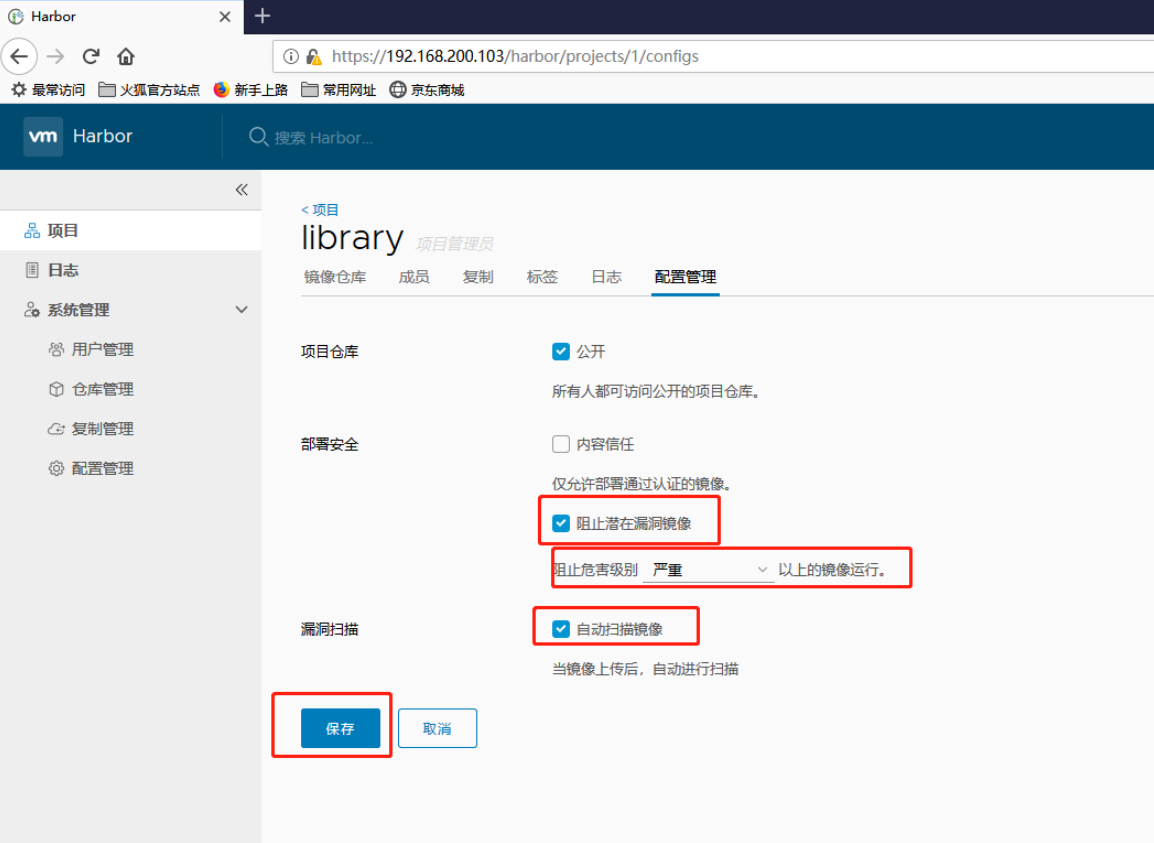 Harbor
https://192.168.200.103/harbor/projects/1/configs
最常访问 火狐官方站点 新手上路 常用网址 京东商城
vm Harbor 搜索 Harbor...
< 项目
项目
library 项目管理员
日志
镜像仓库 成员 复制 标签 日志 配置管理
系统管理
用户管理
仓库管理
复制管理
配置管理
项目仓库 公开
所有人都可访问公开的项目仓库。
部署安全 内容信任
仅允许部署通过认证的镜像。
阻止潜在漏洞镜像
阻止危害级别 严重 以上的镜像运行。
漏洞扫描 自动扫描镜像
当镜像上传后，自动进行扫描
保存 取消